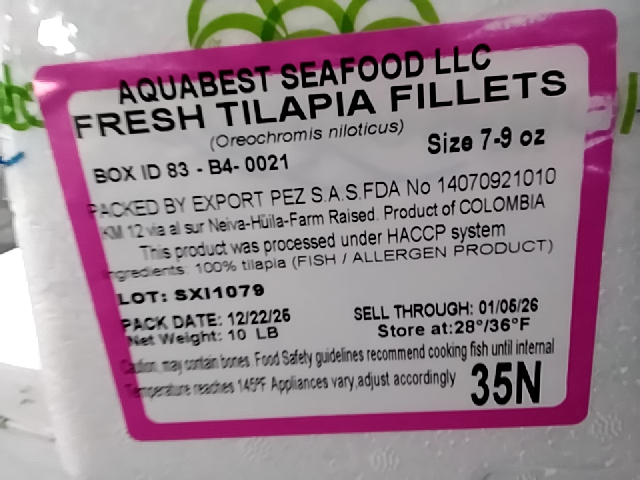 AQUABEST SEAFOOD LLC
FRESH TILAPIA FILLETS
(Oreochromis niloticus)
Size 7-9 oz
BOX ID 83 - B4- 0021
PACKED BY EXPORT PEZ S.A.S.FDA No 14070921010
KM 12 via al sur Neiva-Hüila-Farm Raised. Product of COLOMBIA
This product was processed under HACCP system
Ingredients: 100% tilapia (FISH / ALLERGEN PRODUCT)
LOT: SXI1079
PACK DATE: 12/22/26
SELL THROUGH: 01/06/26
Net Weight: 10 LB
Store at:28°/36°F
Caution, may contain bones. Food Safety guidelines recommend cooking fish until internal
Temperature reaches 145°F Appliances vary,adjust accordingly
35N